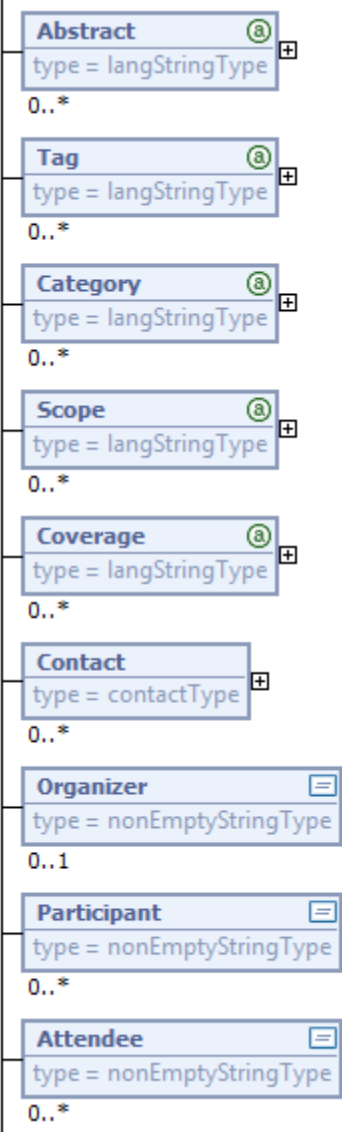 Abstract
type = langStringType
0..*
Tag
type = langStringType
0..*
Category
type = langStringType
0..*
Scope
type = langStringType
0..*
Coverage
type = langStringType
0..*
Contact
type = contactType
0..*
Organizer
type = nonEmptyStringType
0..1
Participant
type = nonEmptyStringType
0..*
Attendee
type = nonEmptyStringType
0..*